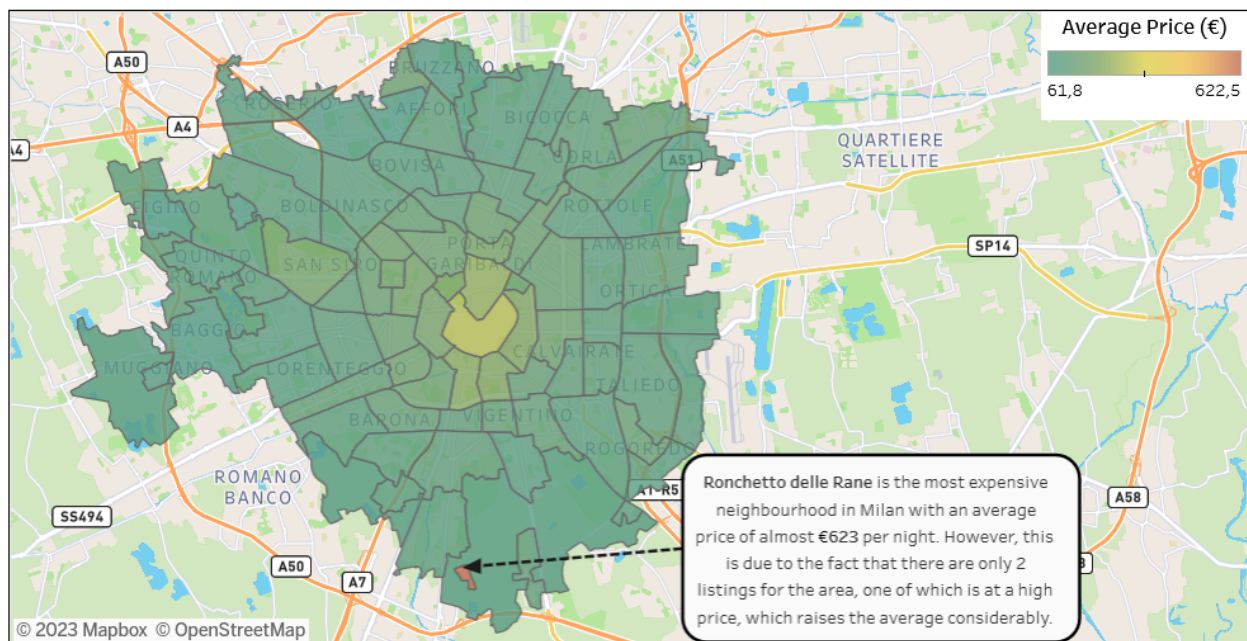 Average Price (€)
61,8
622,5
A50
A4
A4
BRUZZANO
ROSERIO
AFFORI
BICOCCA
GORLA
A51
QUARTIERE
SATELLITE
BOVISA
FIGINO
BOLDINASCO
ROTTOLE
PORTA
GARIBALDI
LAMBRATE
SP14
QUINTO
ROMANO
SAN SIRO
ORTICA
BAGGIO
MUGGIANO
LORENTEGGIO
CALVAIRATE
TALIEDO
BARONA
VIGENTINO
ROGOREDO
ROMANO
BANCO
A1-R5
A58
SS494
A50
A7
Ronchetto delle Rane is the most expensive
neighbourhood in Milan with an average
price of almost €623 per night. However, this
is due to the fact that there are only 2
listings for the area, one of which is at a high
price, which raises the average considerably.
© 2023 Mapbox © OpenStreetMap